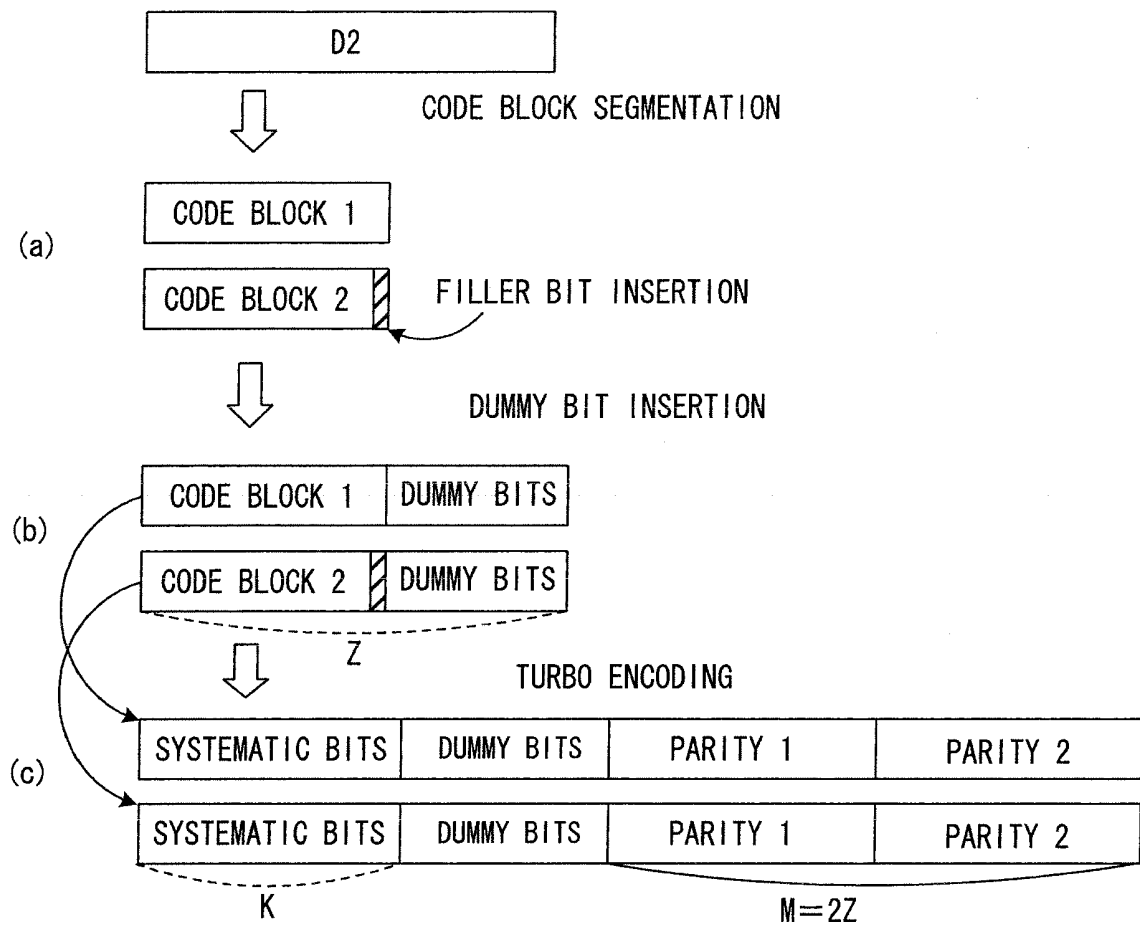 D2
CODE BLOCK SEGMENTATION
CODE BLOCK 1
(a)
CODE BLOCK 2
FILLER BIT INSERTION
DUMMY BIT INSERTION
CODE BLOCK 1 DUMMY BITS
(b)
CODE BLOCK 2 DUMMY BITS
Z
TURBO ENCODING
SYSTEMATIC BITS DUMMY BITS PARITY 1 PARITY 2
(c)
SYSTEMATIC BITS DUMMY BITS PARITY 1 PARITY 2
K
M=2Z